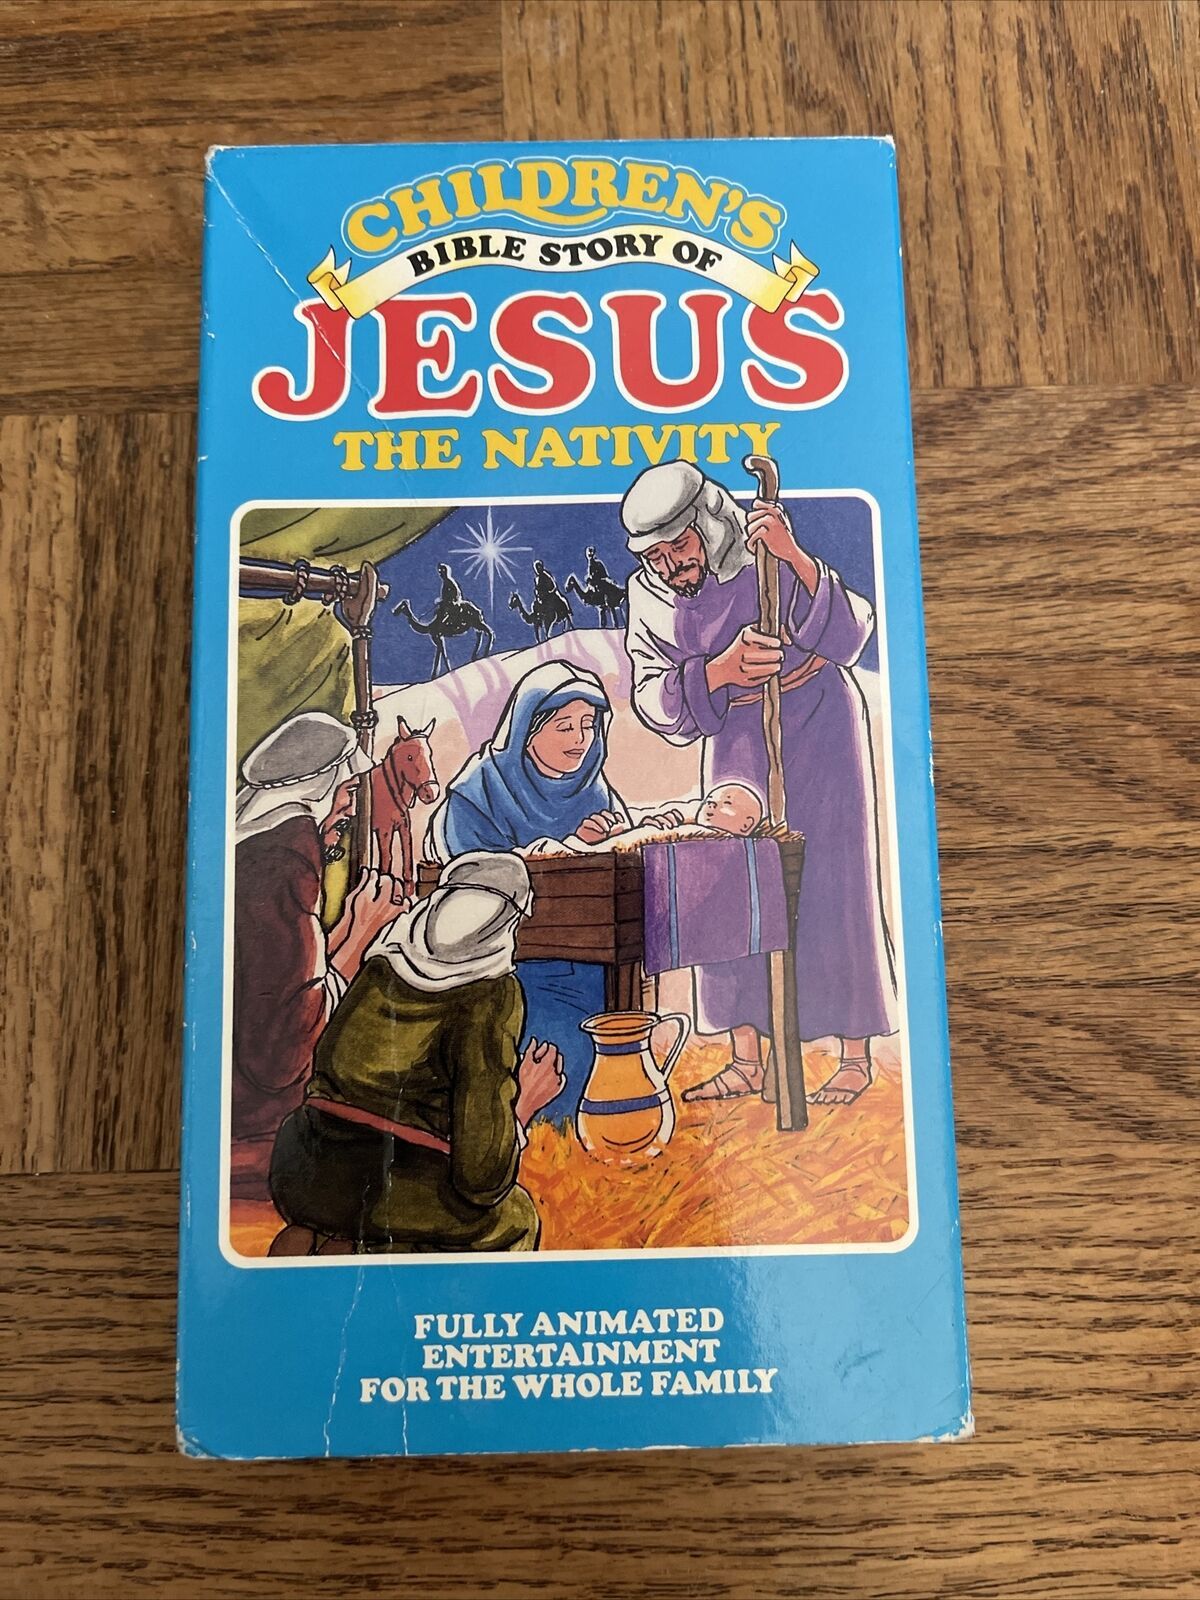 CHILDREN'S
BIBLE STORY OF
JESUS
THE NATIVITY
FULLY ANIMATED
ENTERTAINMENT
FOR THE WHOLE FAMILY